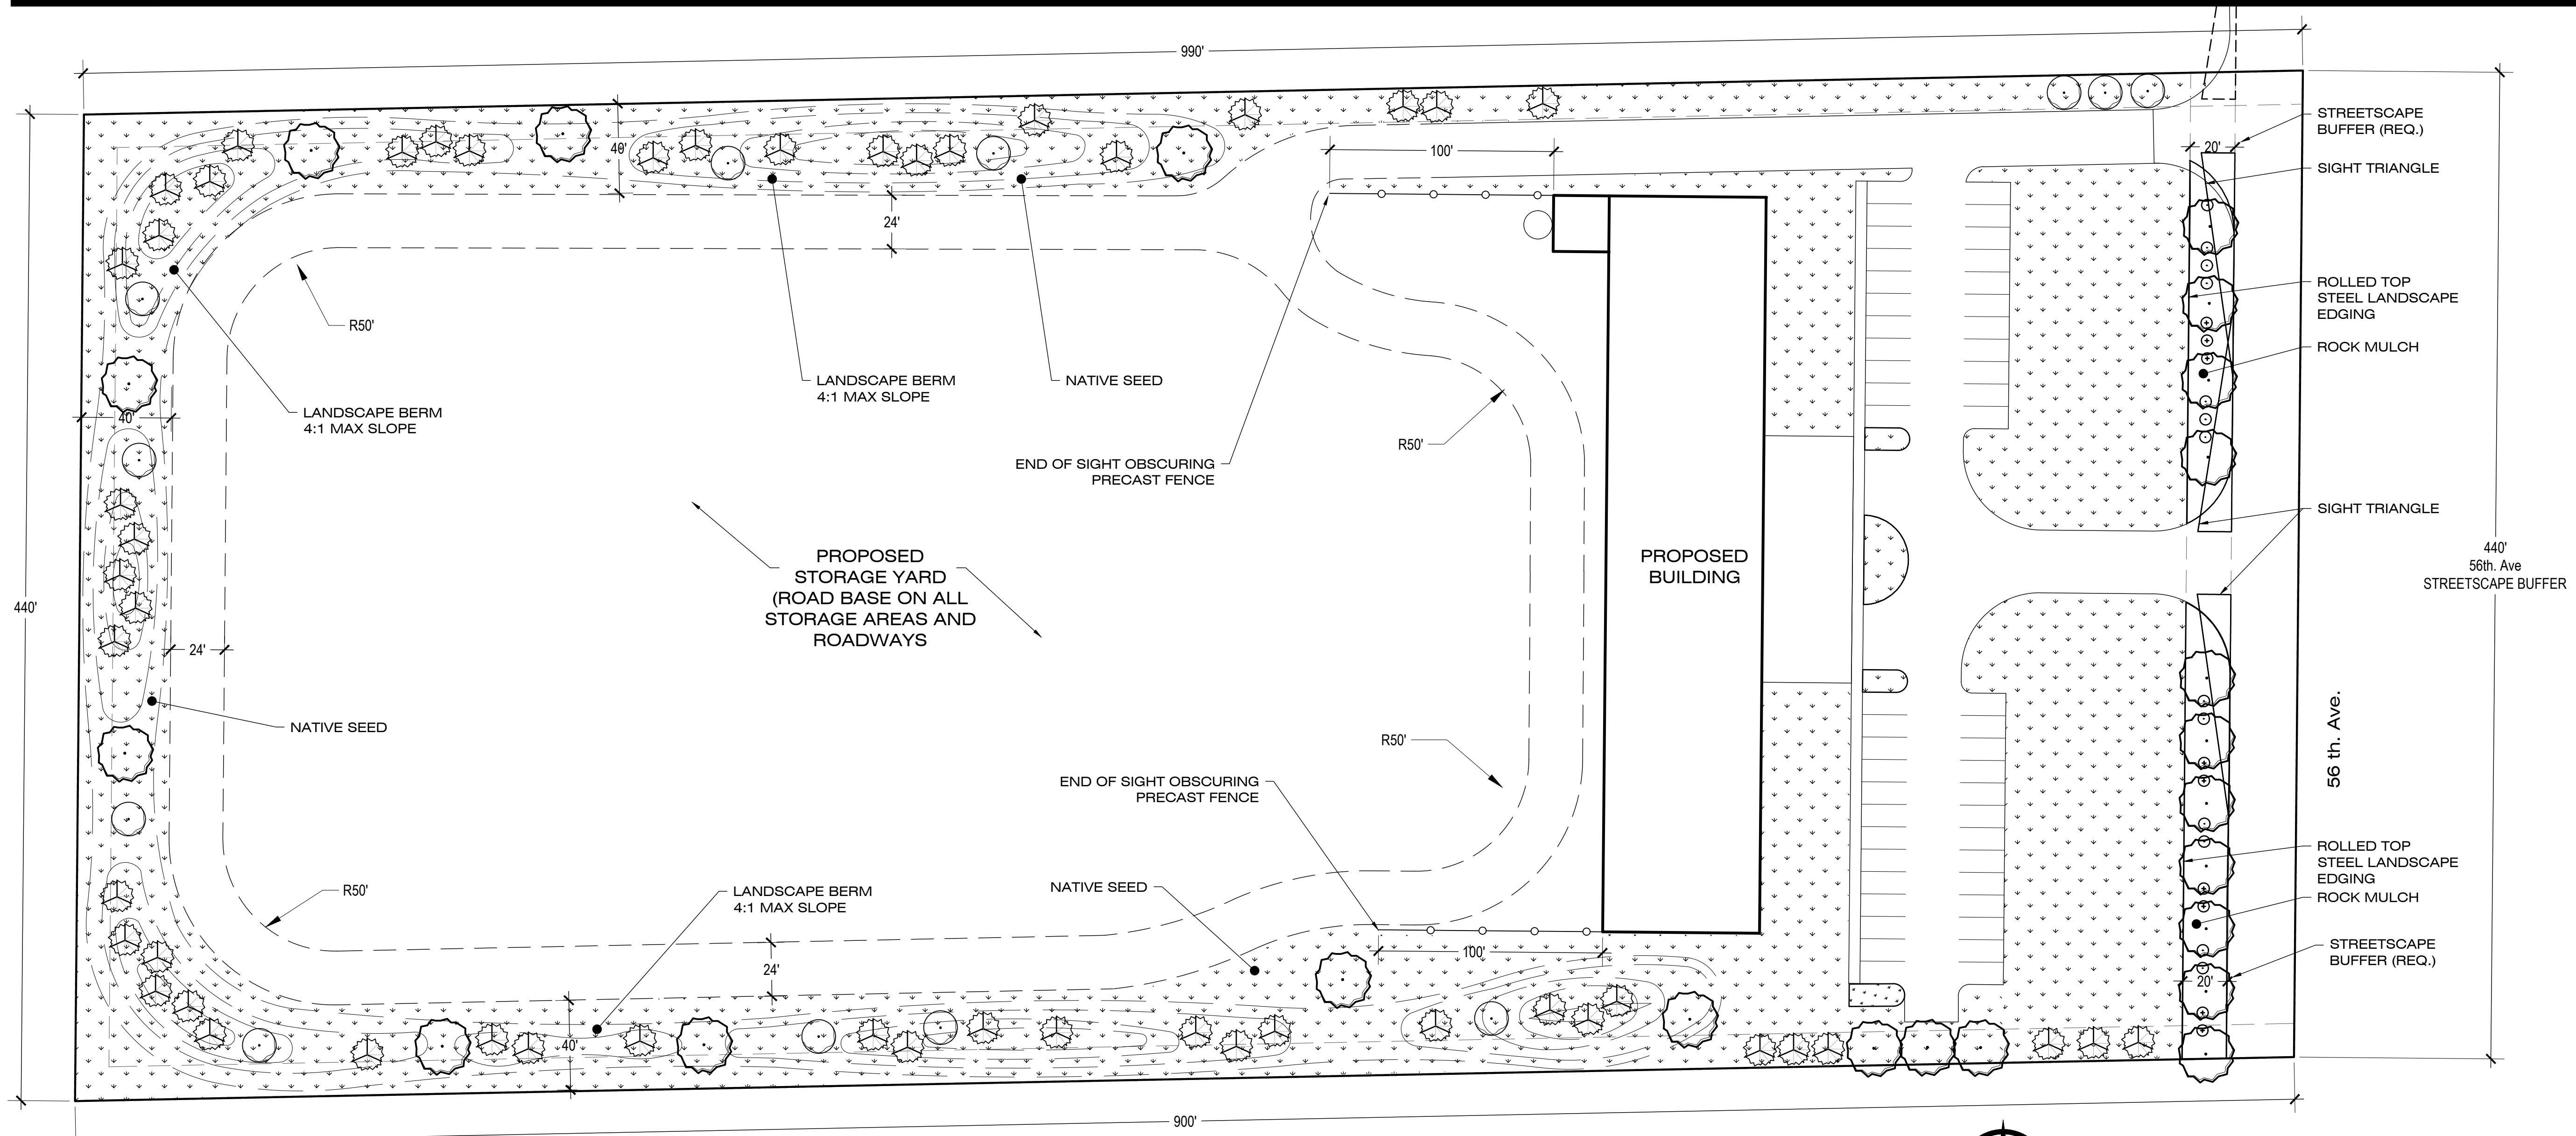 990'
STREETSCAPE
BUFFER (REQ.)
40'
100'
20'
SIGHT TRIANGLE
24'
ROLLED TOP
STEEL LANDSCAPE
EDGING
R50'
ROCK MULCH
LANDSCAPE BERM
4:1 MAX SLOPE
NATIVE SEED
LANDSCAPE BERM
4:1 MAX SLOPE
40'
R50'
END OF SIGHT OBSCURING
PRECAST FENCE
SIGHT TRIANGLE
PROPOSED
STORAGE YARD
(ROAD BASE ON ALL
STORAGE AREAS AND
ROADWAYS
PROPOSED
BUILDING
440'
56th. Ave
STREETSCAPE BUFFER
440'
24'
NATIVE SEED
R50'
56 th. Ave.
END OF SIGHT OBSCURING
PRECAST FENCE
ROLLED TOP
STEEL LANDSCAPE
EDGING
R50'
LANDSCAPE BERM
4:1 MAX SLOPE
NATIVE SEED
ROCK MULCH
STREETSCAPE
BUFFER (REQ.)
100'
24'
20'
40'
900'